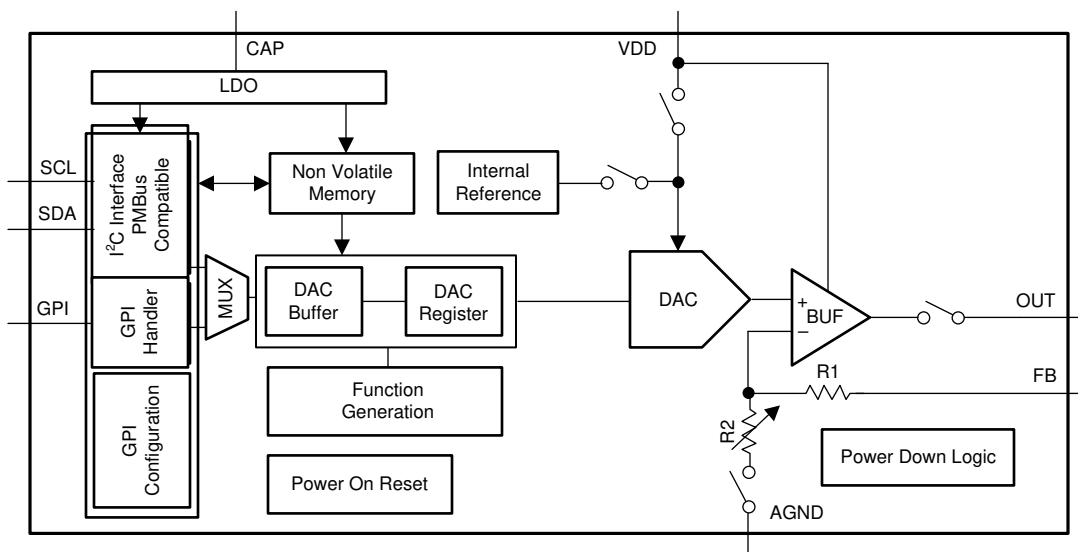 CAP
VDD
LDO
SCL
SDA
GPI
I²C Interface
PMBus
Compatible
GPI
Handler
GPI
Configuration
MUX
Non Volatile
Memory
Internal
Reference
DAC
Buffer
DAC
Register
Function
Generation
Power On Reset
DAC
+
BUF
−
OUT
R1
FB
R2
Power Down Logic
AGND